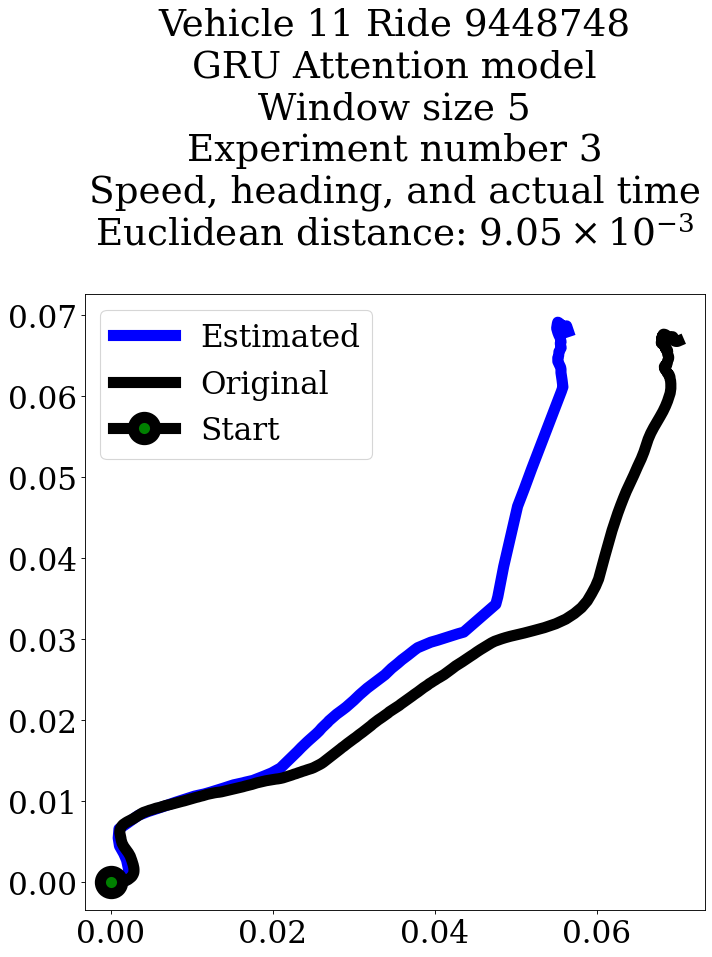 Vehicle 11 Ride 9448748
GRU Attention model
Window size 5
Experiment number 3
Speed, heading, and actual time
Euclidean distance: 9.05 × 10⁻³
Estimated
Original
Start
0.07
0.06
0.05
0.04
0.03
0.02
0.01
0.00
0.00 0.02 0.04 0.06